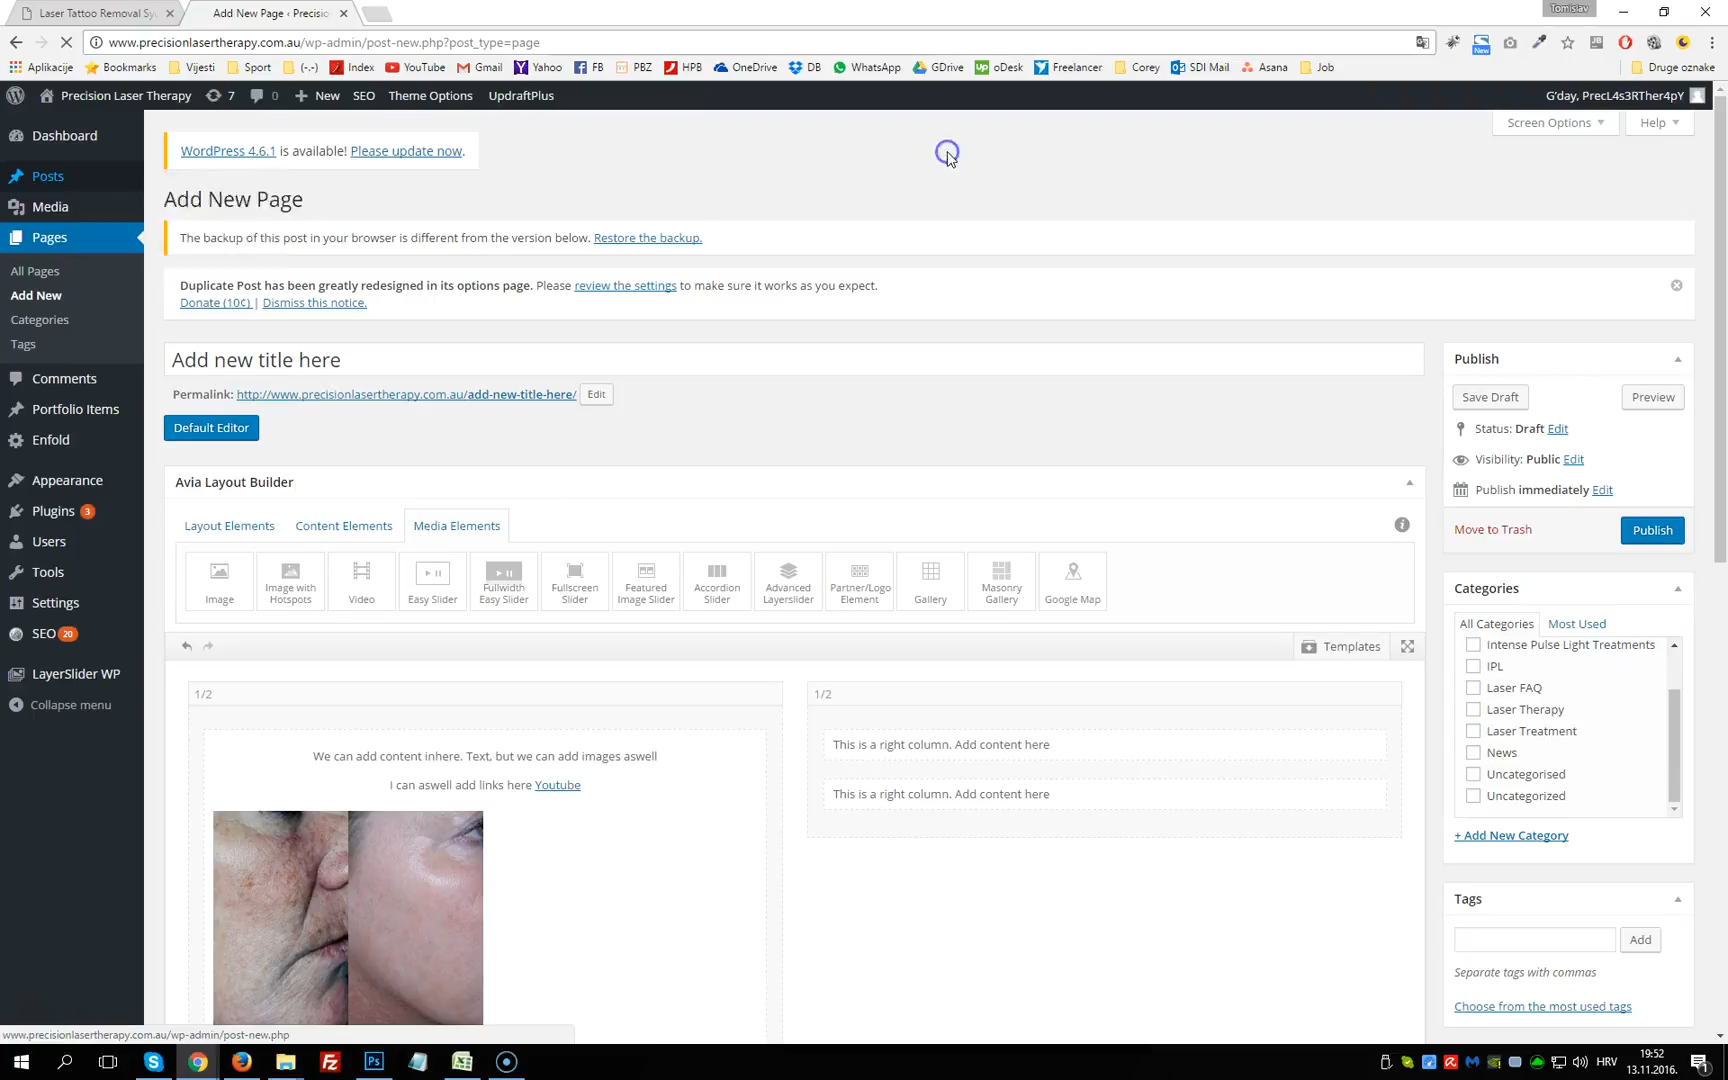 Laser Tattoo Removal Sy
Add New Page ‹ Precisio
Tomislav
www.precisionlasertherapy.com.au/wp-admin/post-new.php?post_type=page
New
Aplikacije Bookmarks Vijesti Sport (-.-) Index YouTube Gmail Yahoo FB PBZ HPB OneDrive DB WhatsApp GDrive oDesk Freelancer Corey SDI Mail Asana Job Druge oznake
Precision Laser Therapy 7 0 New SEO Theme Options UpdraftPlus G'day, PrecL4s3RTher4pY
Screen Options Help
Dashboard
Posts
Media
Pages
All Pages
Add New
Categories
Tags
Comments
Portfolio Items
Enfold
Appearance
Plugins 3
Users
Tools
Settings
SEO 20
LayerSlider WP
Collapse menu
WordPress 4.6.1 is available! Please update now.
Add New Page
The backup of this post in your browser is different from the version below. Restore the backup.
Duplicate Post has been greatly redesigned in its options page. Please review the settings to make sure it works as you expect.
Donate (10¢) | Dismiss this notice.
Add new title here
Permalink: http://www.precisionlasertherapy.com.au/add-new-title-here/ Edit
Default Editor
Avia Layout Builder
Layout Elements Content Elements Media Elements
Image
Image with Hotspots
Video
Easy Slider
Fullwidth Easy Slider
Fullscreen Slider
Featured Image Slider
Accordion Slider
Advanced Layerslider
Partner/Logo Element
Gallery
Masonry Gallery
Google Map
Templates
1/2
We can add content inhere. Text, but we can add images aswell
I can aswell add links here Youtube
1/2
This is a right column. Add content here
This is a right column. Add content here
Publish
Save Draft Preview
Status: Draft Edit
Visibility: Public Edit
Publish immediately Edit
Move to Trash Publish
Categories
All Categories Most Used
Intense Pulse Light Treatments
IPL
Laser FAQ
Laser Therapy
Laser Treatment
News
Uncategorised
Uncategorized
+ Add New Category
Tags
Add
Separate tags with commas
Choose from the most used tags
www.precisionlasertherapy.com.au/wp-admin/post-new.php
HRV
19:52
13.11.2016.
1